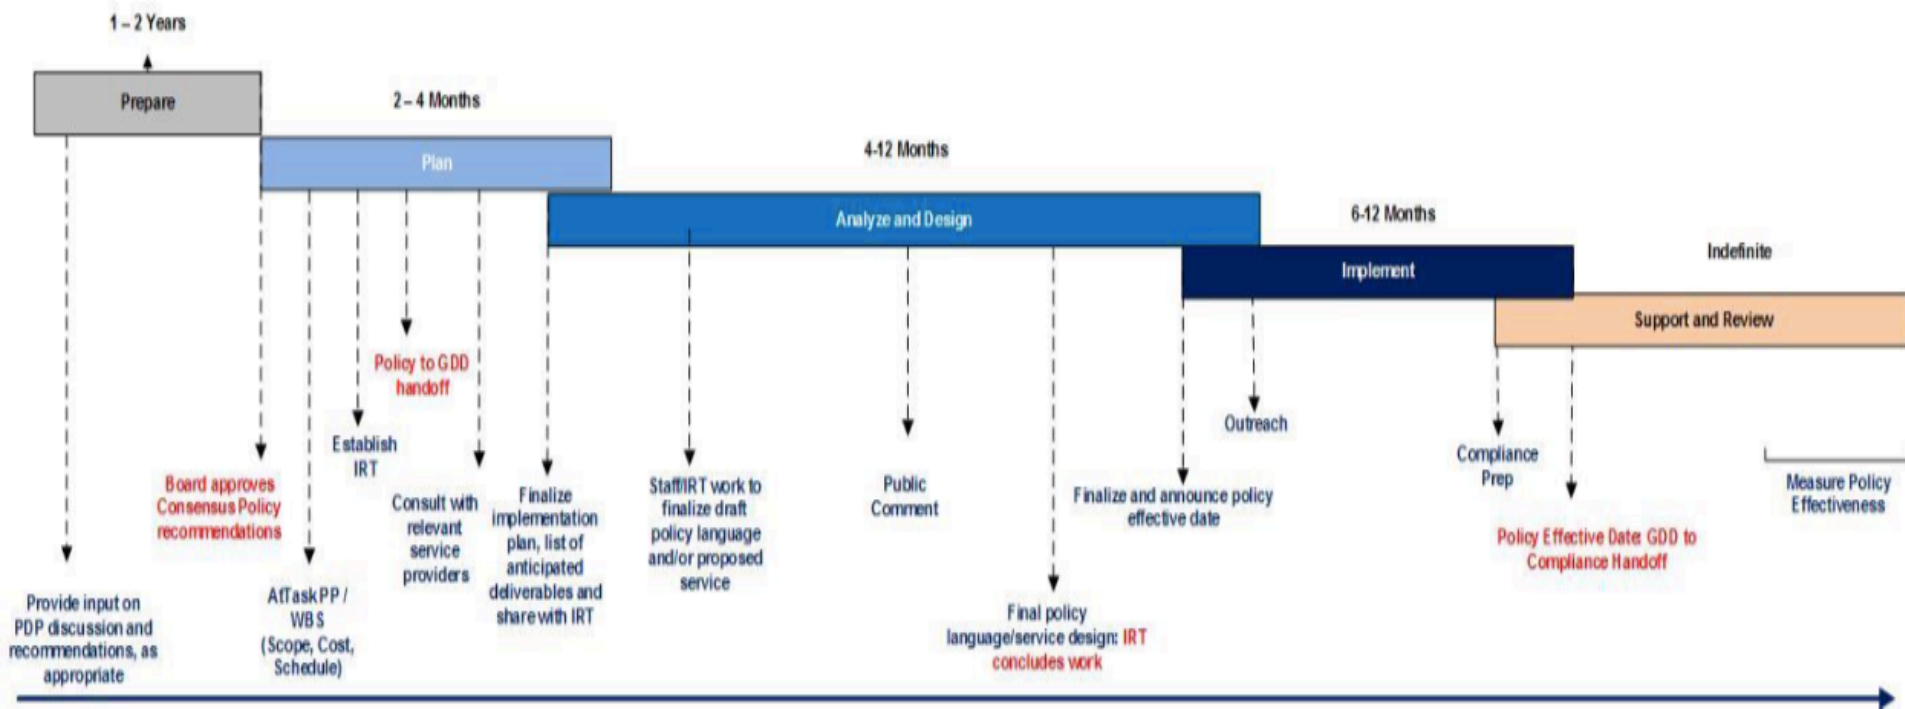 1 – 2 Years
Prepare
2 – 4 Months
Plan
4-12 Months
Analyze and Design
6-12 Months
Implement
Indefinite
Support and Review
Provide input on
PDP discussion and
recommendations, as
appropriate
Board approves
Consensus Policy
recommendations
AtTask PP /
WBS
(Scope, Cost,
Schedule)
Establish
IRT
Policy to GDD
handoff
Consult with
relevant
service
providers
Finalize
implementation
plan, list of
anticipated
deliverables and
share with IRT
Staff/IRT work to
finalize draft
policy language
and/or proposed
service
Public
Comment
Final policy
language/service design: IRT
concludes work
Finalize and announce policy
effective date
Outreach
Compliance
Prep
Policy Effective Date: GDD to
Compliance Handoff
Measure Policy
Effectiveness